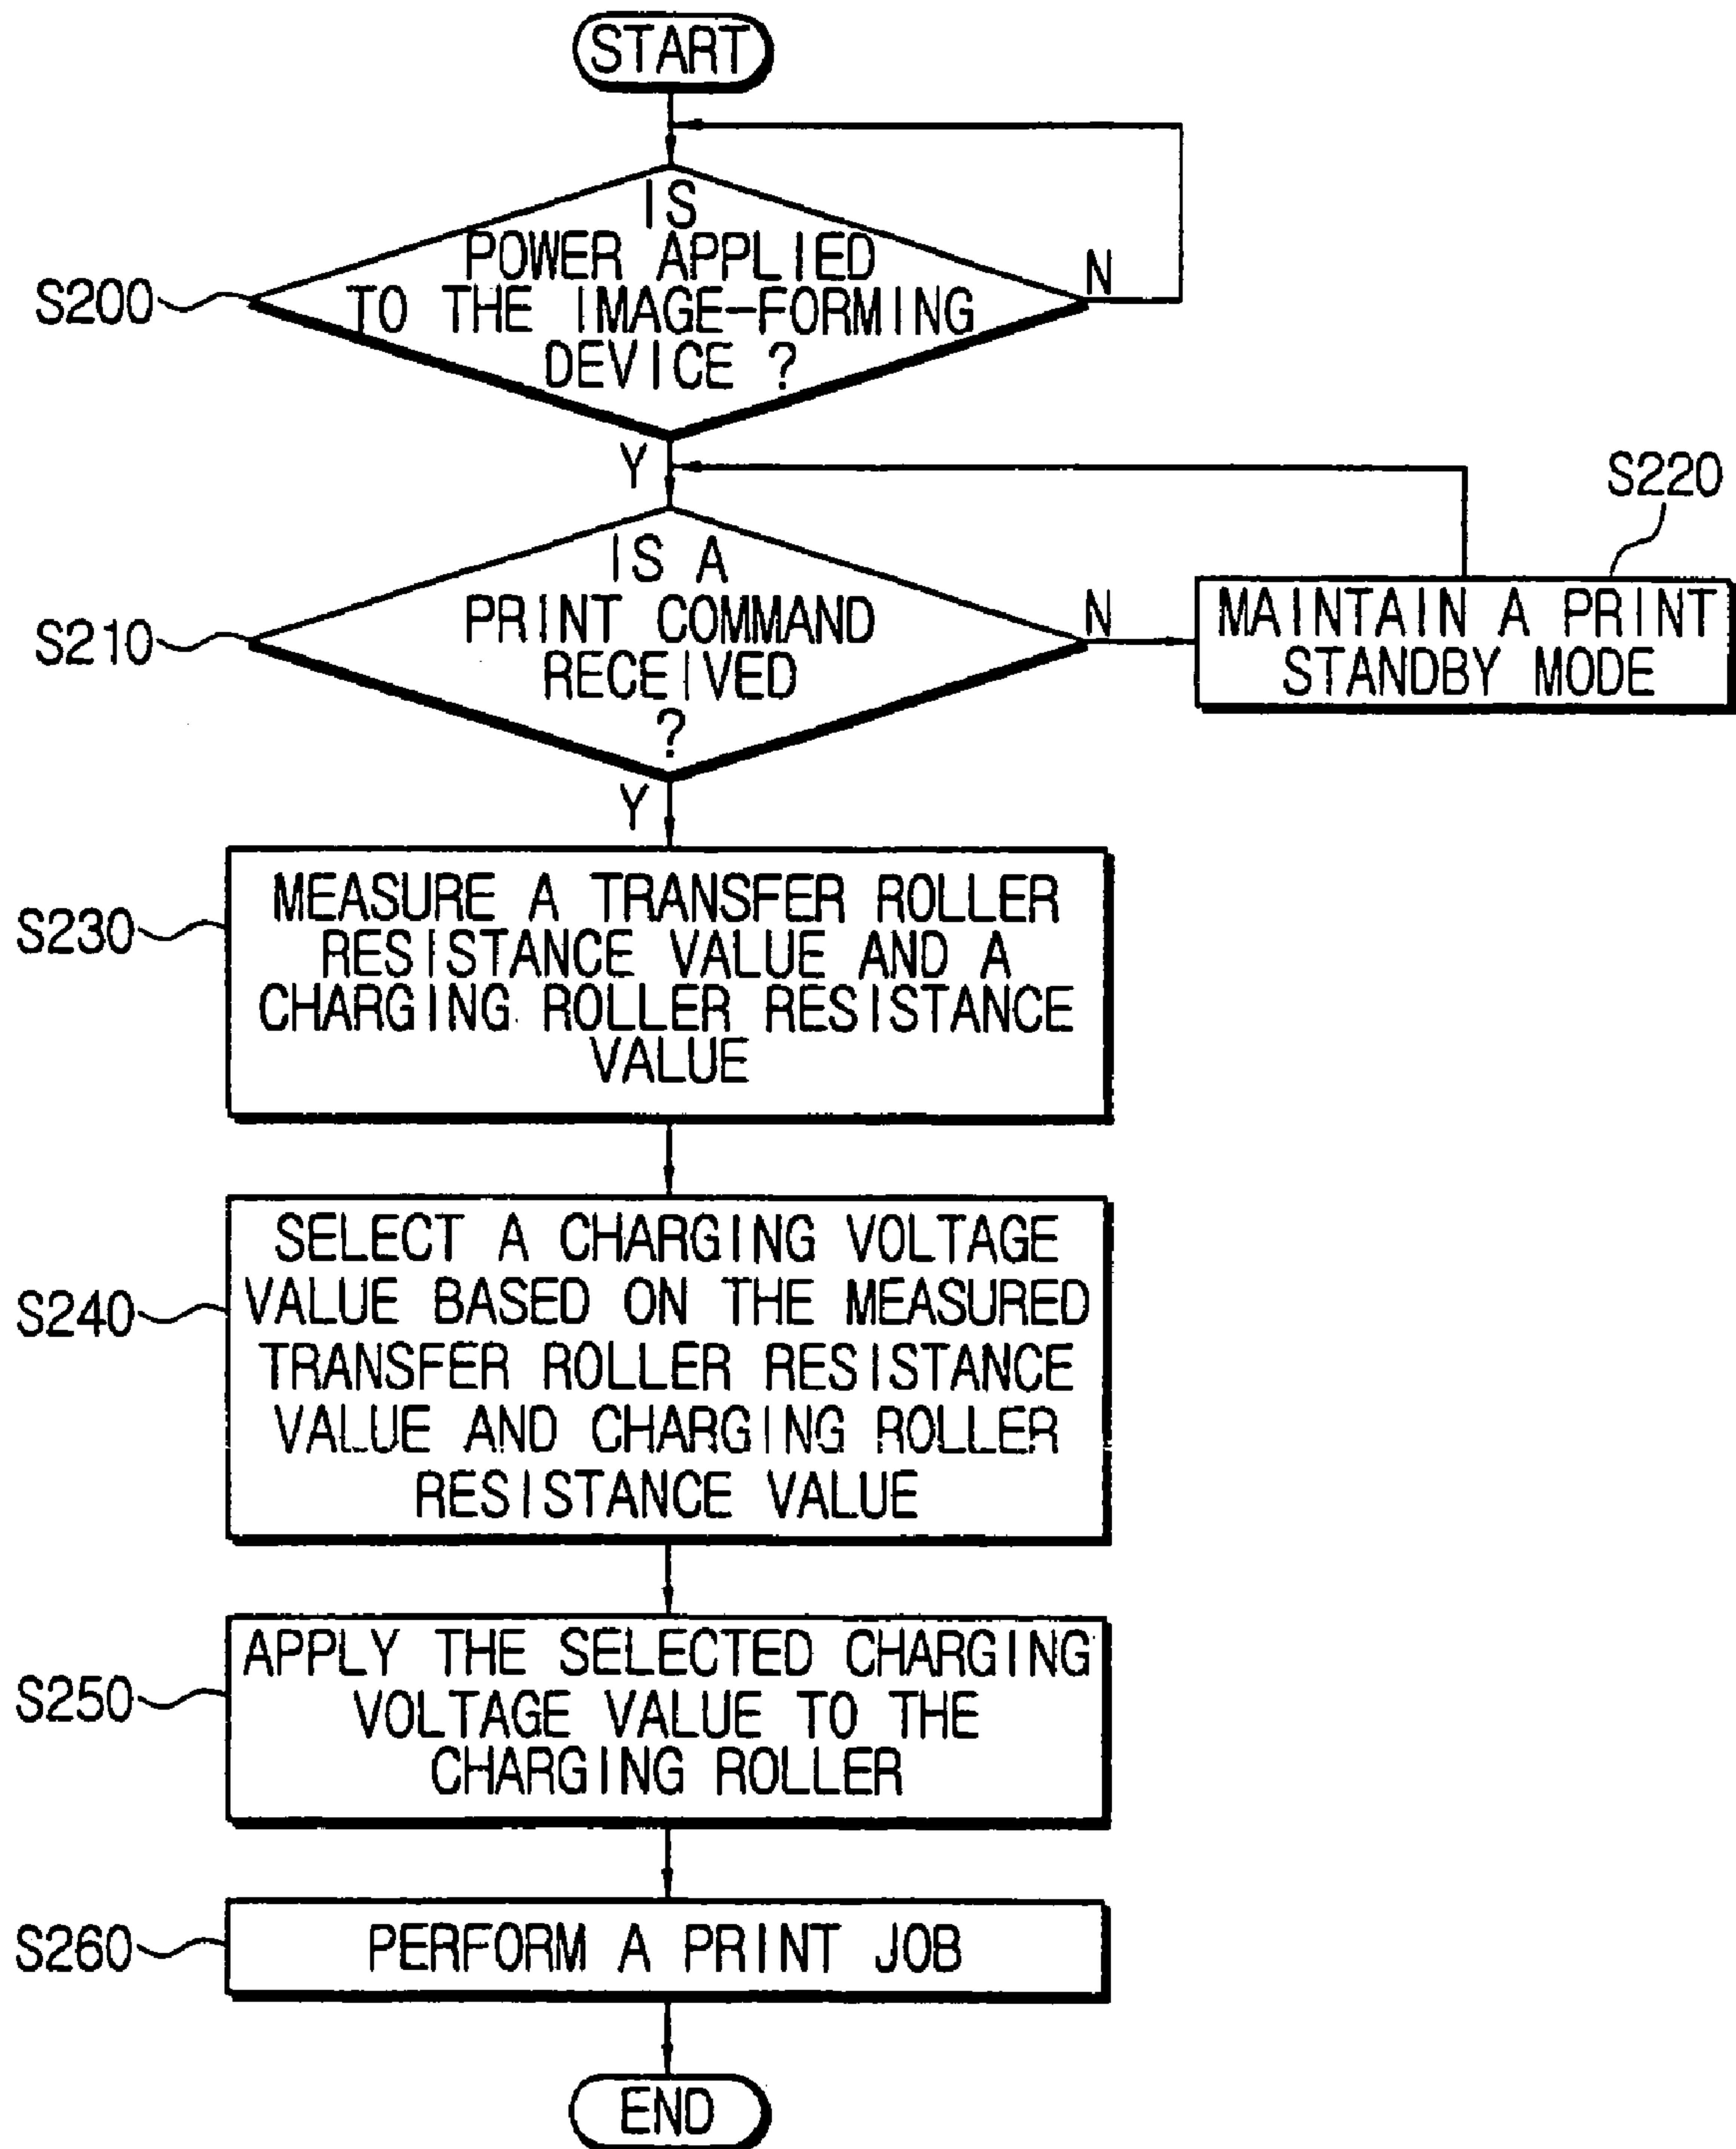 START
IS
POWER APPLIED
TO THE IMAGE-FORMING
DEVICE ?
S200
N
Y
S220
IS A
PRINT COMMAND
RECEIVED
?
S210
N
MAINTAIN A PRINT
STANDBY MODE
Y
MEASURE A TRANSFER ROLLER
RESISTANCE VALUE AND A
CHARGING ROLLER RESISTANCE
VALUE
S230
SELECT A CHARGING VOLTAGE
VALUE BASED ON THE MEASURED
TRANSFER ROLLER RESISTANCE
VALUE AND CHARGING ROLLER
RESISTANCE VALUE
S240
APPLY THE SELECTED CHARGING
VOLTAGE VALUE TO THE
CHARGING ROLLER
S250
S260
PERFORM A PRINT JOB
END